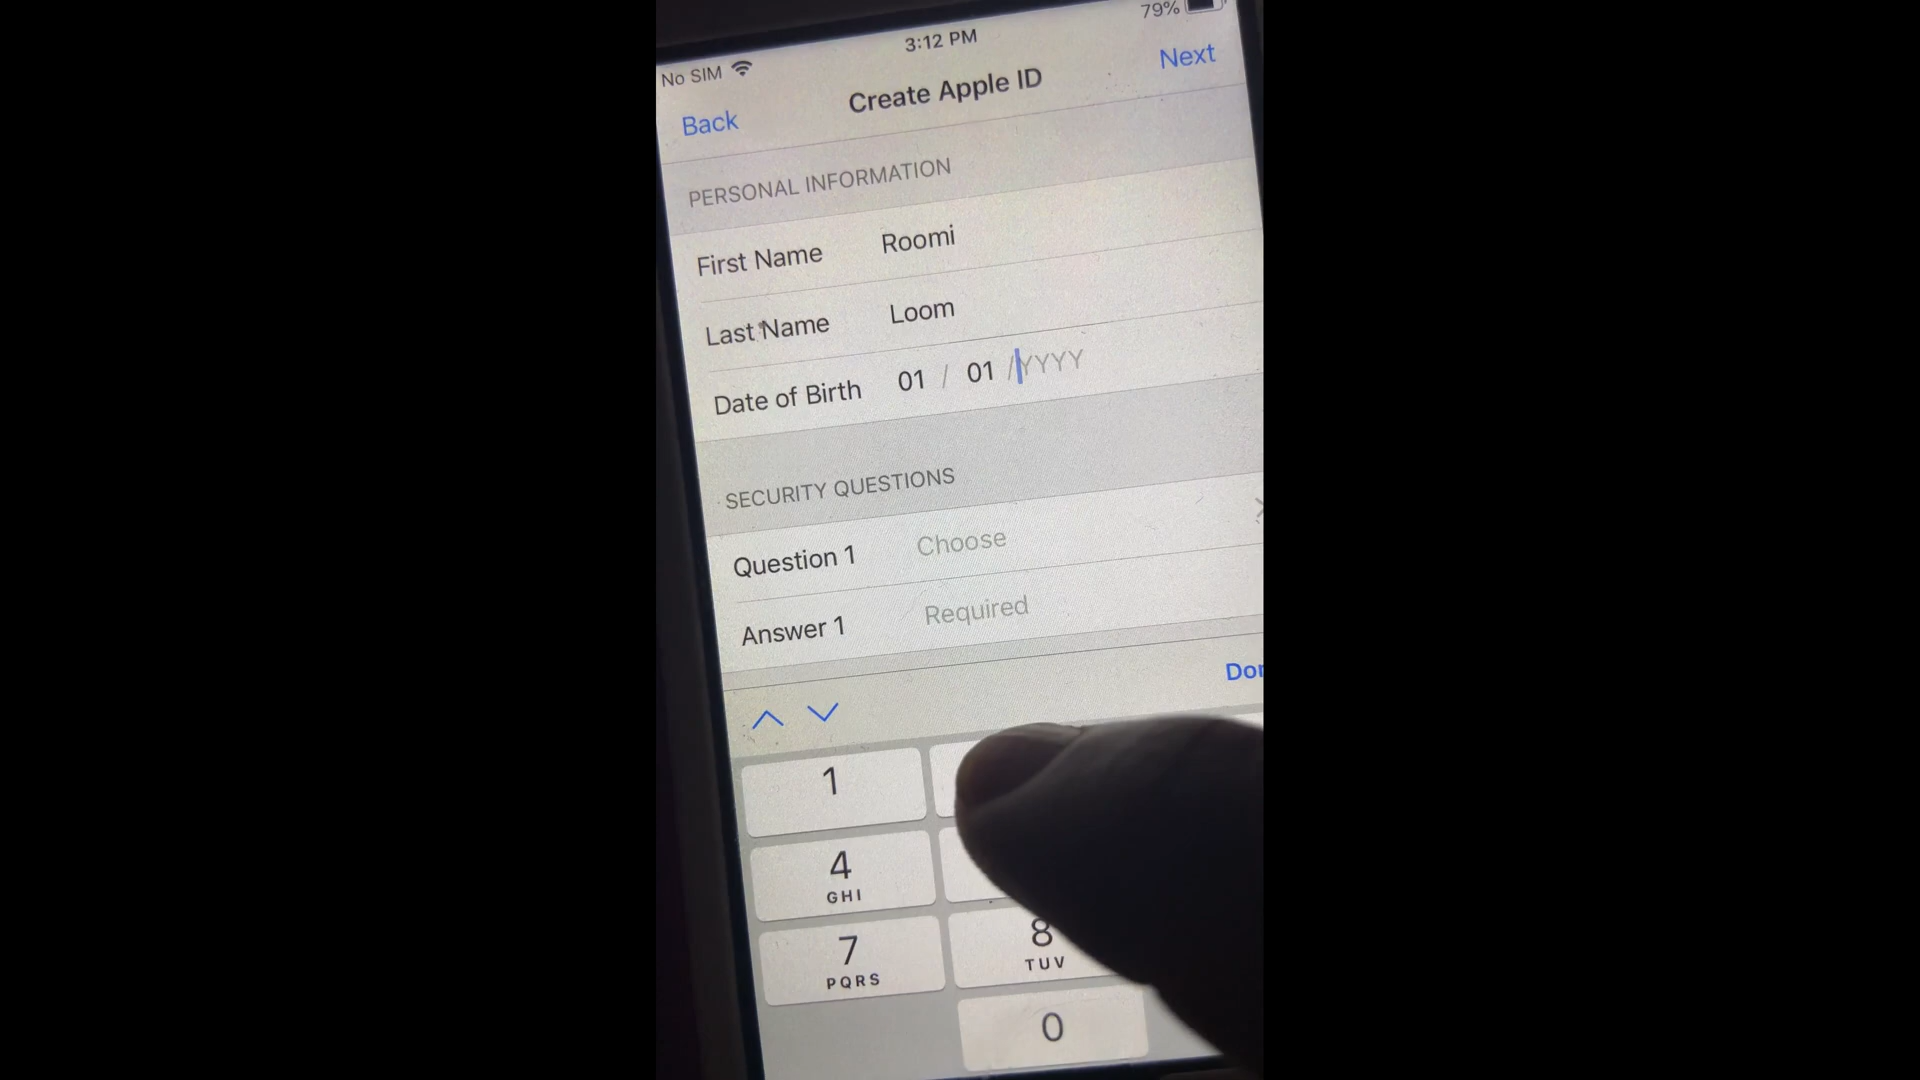 79%
3:12 PM
No SIM
Back
Create Apple ID
Next
PERSONAL INFORMATION
First Name Roomi
Last Name Loom
Date of Birth 01 / 01 /YYYY
SECURITY QUESTIONS
Question 1 Choose
Answer 1 Required
1
4
GHI
7
PQRS
8
TUV
0